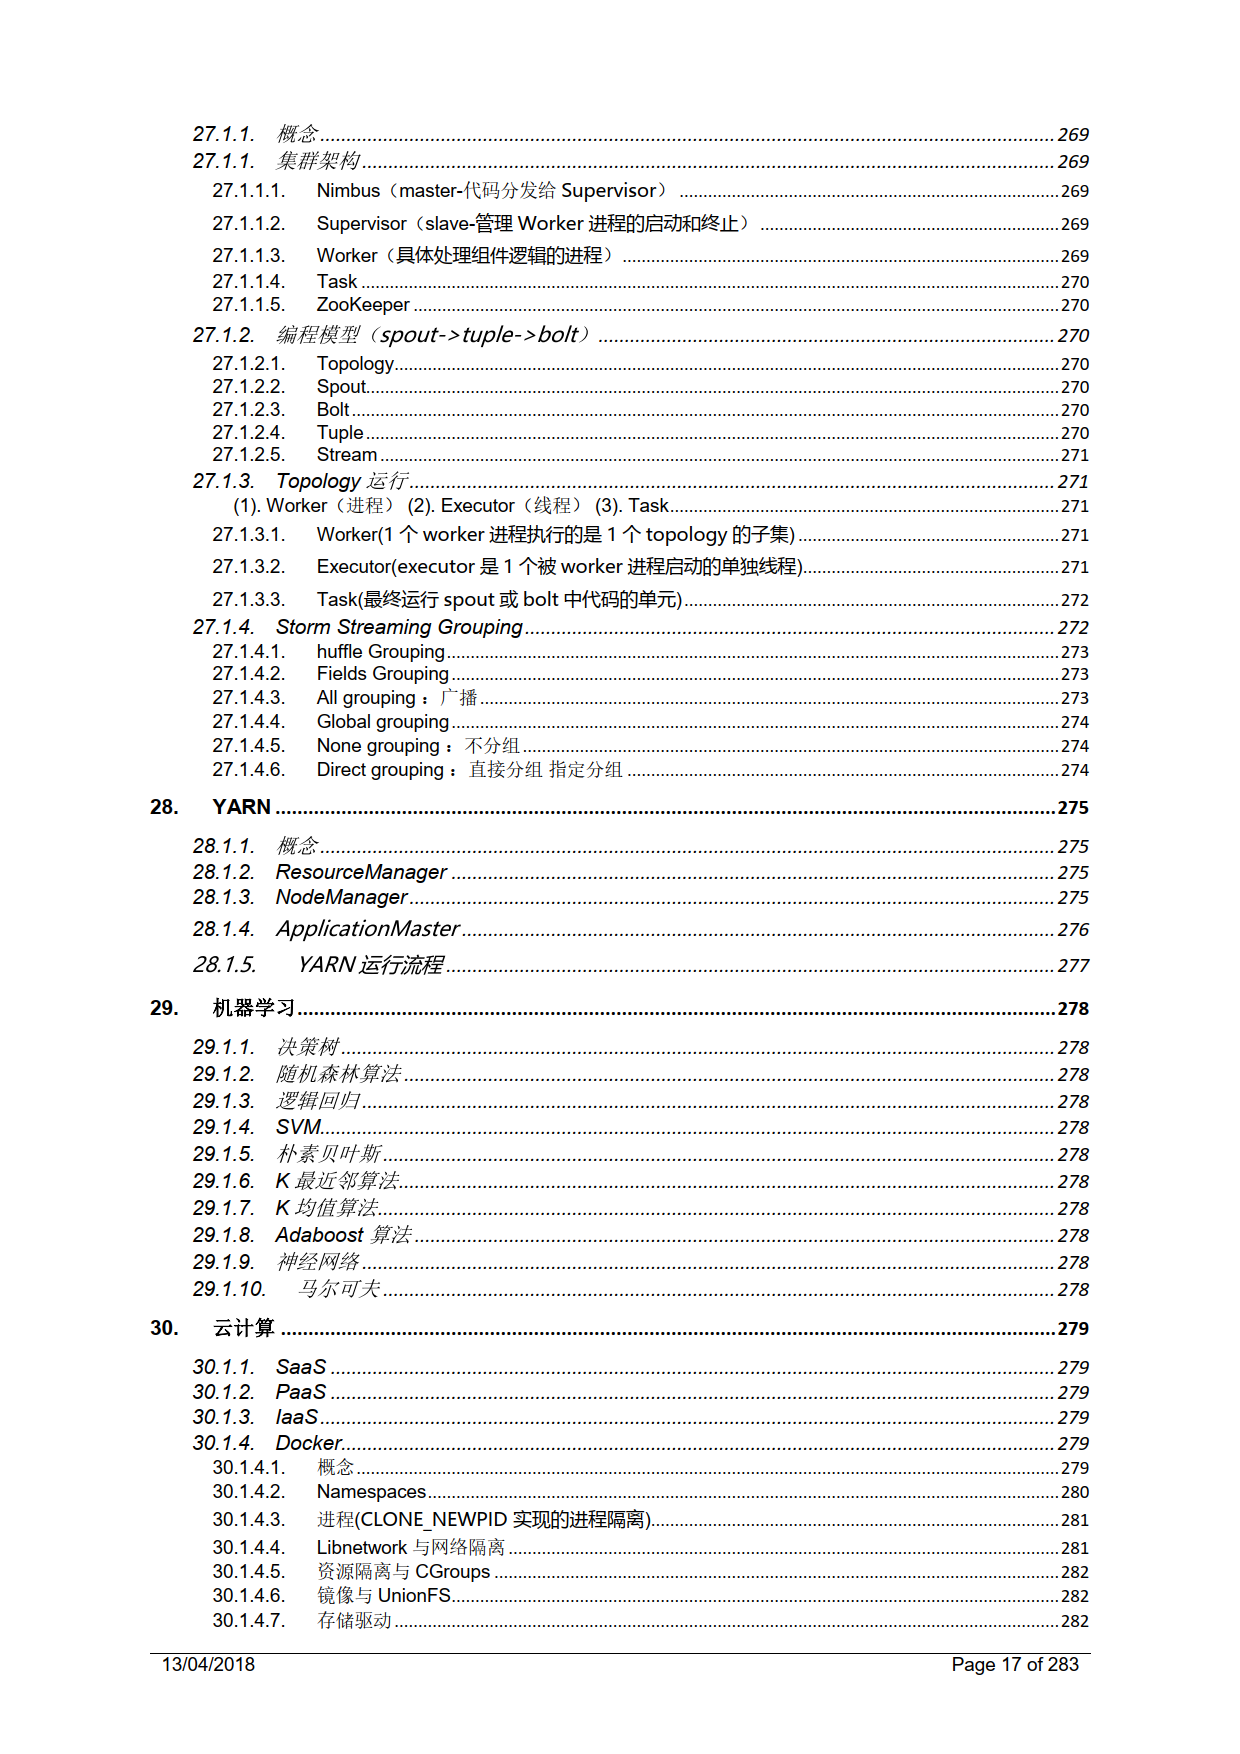 27.1.1. 概念 269
27.1.1. 集群架构 269
27.1.1.1. Nimbus（master-代码分发给 Supervisor） 269
27.1.1.2. Supervisor（slave-管理 Worker 进程的启动和终止） 269
27.1.1.3. Worker（具体处理组件逻辑的进程） 269
27.1.1.4. Task 270
27.1.1.5. ZooKeeper 270
27.1.2. 编程模型（spout->tuple->bolt） 270
27.1.2.1. Topology 270
27.1.2.2. Spout 270
27.1.2.3. Bolt 270
27.1.2.4. Tuple 270
27.1.2.5. Stream 271
27.1.3. Topology 运行 271
(1). Worker（进程） (2). Executor（线程） (3). Task 271
27.1.3.1. Worker(1 个 worker 进程执行的是 1 个 topology 的子集) 271
27.1.3.2. Executor(executor 是 1 个被 worker 进程启动的单独线程) 271
27.1.3.3. Task(最终运行 spout 或 bolt 中代码的单元) 272
27.1.4. Storm Streaming Grouping 272
27.1.4.1. huffle Grouping 273
27.1.4.2. Fields Grouping 273
27.1.4.3. All grouping ：广播 273
27.1.4.4. Global grouping 274
27.1.4.5. None grouping ：不分组 274
27.1.4.6. Direct grouping ：直接分组 指定分组 274
28. YARN 275
28.1.1. 概念 275
28.1.2. ResourceManager 275
28.1.3. NodeManager 275
28.1.4. ApplicationMaster 276
28.1.5. YARN 运行流程 277
29. 机器学习 278
29.1.1. 决策树 278
29.1.2. 随机森林算法 278
29.1.3. 逻辑回归 278
29.1.4. SVM 278
29.1.5. 朴素贝叶斯 278
29.1.6. K 最近邻算法 278
29.1.7. K 均值算法 278
29.1.8. Adaboost 算法 278
29.1.9. 神经网络 278
29.1.10. 马尔可夫 278
30. 云计算 279
30.1.1. SaaS 279
30.1.2. PaaS 279
30.1.3. IaaS 279
30.1.4. Docker 279
30.1.4.1. 概念 279
30.1.4.2. Namespaces 280
30.1.4.3. 进程(CLONE_NEWPID 实现的进程隔离) 281
30.1.4.4. Libnetwork 与网络隔离 281
30.1.4.5. 资源隔离与 CGroups 282
30.1.4.6. 镜像与 UnionFS 282
30.1.4.7. 存储驱动 282
13/04/2018 Page 17 of 283